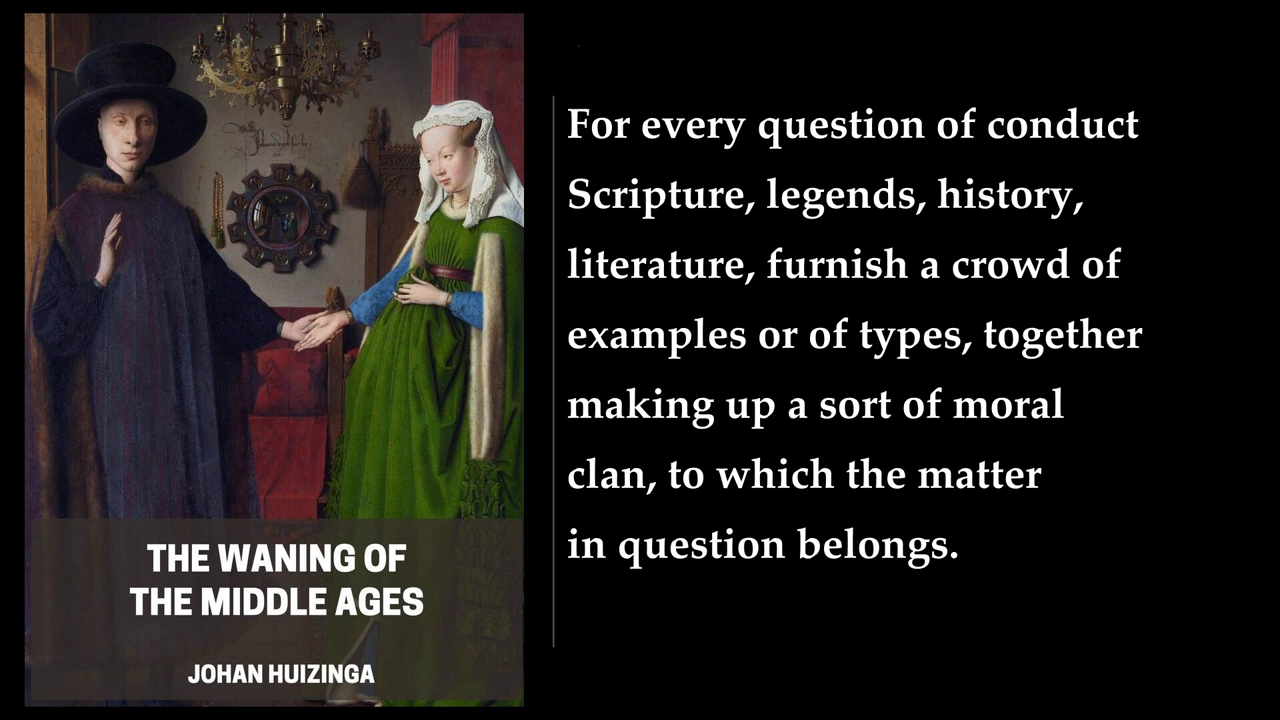 THE WANING OF
THE MIDDLE AGES
JOHAN HUIZINGA
For every question of conduct
Scripture, legends, history,
literature, furnish a crowd of
examples or of types, together
making up a sort of moral
clan, to which the matter
in question belongs.